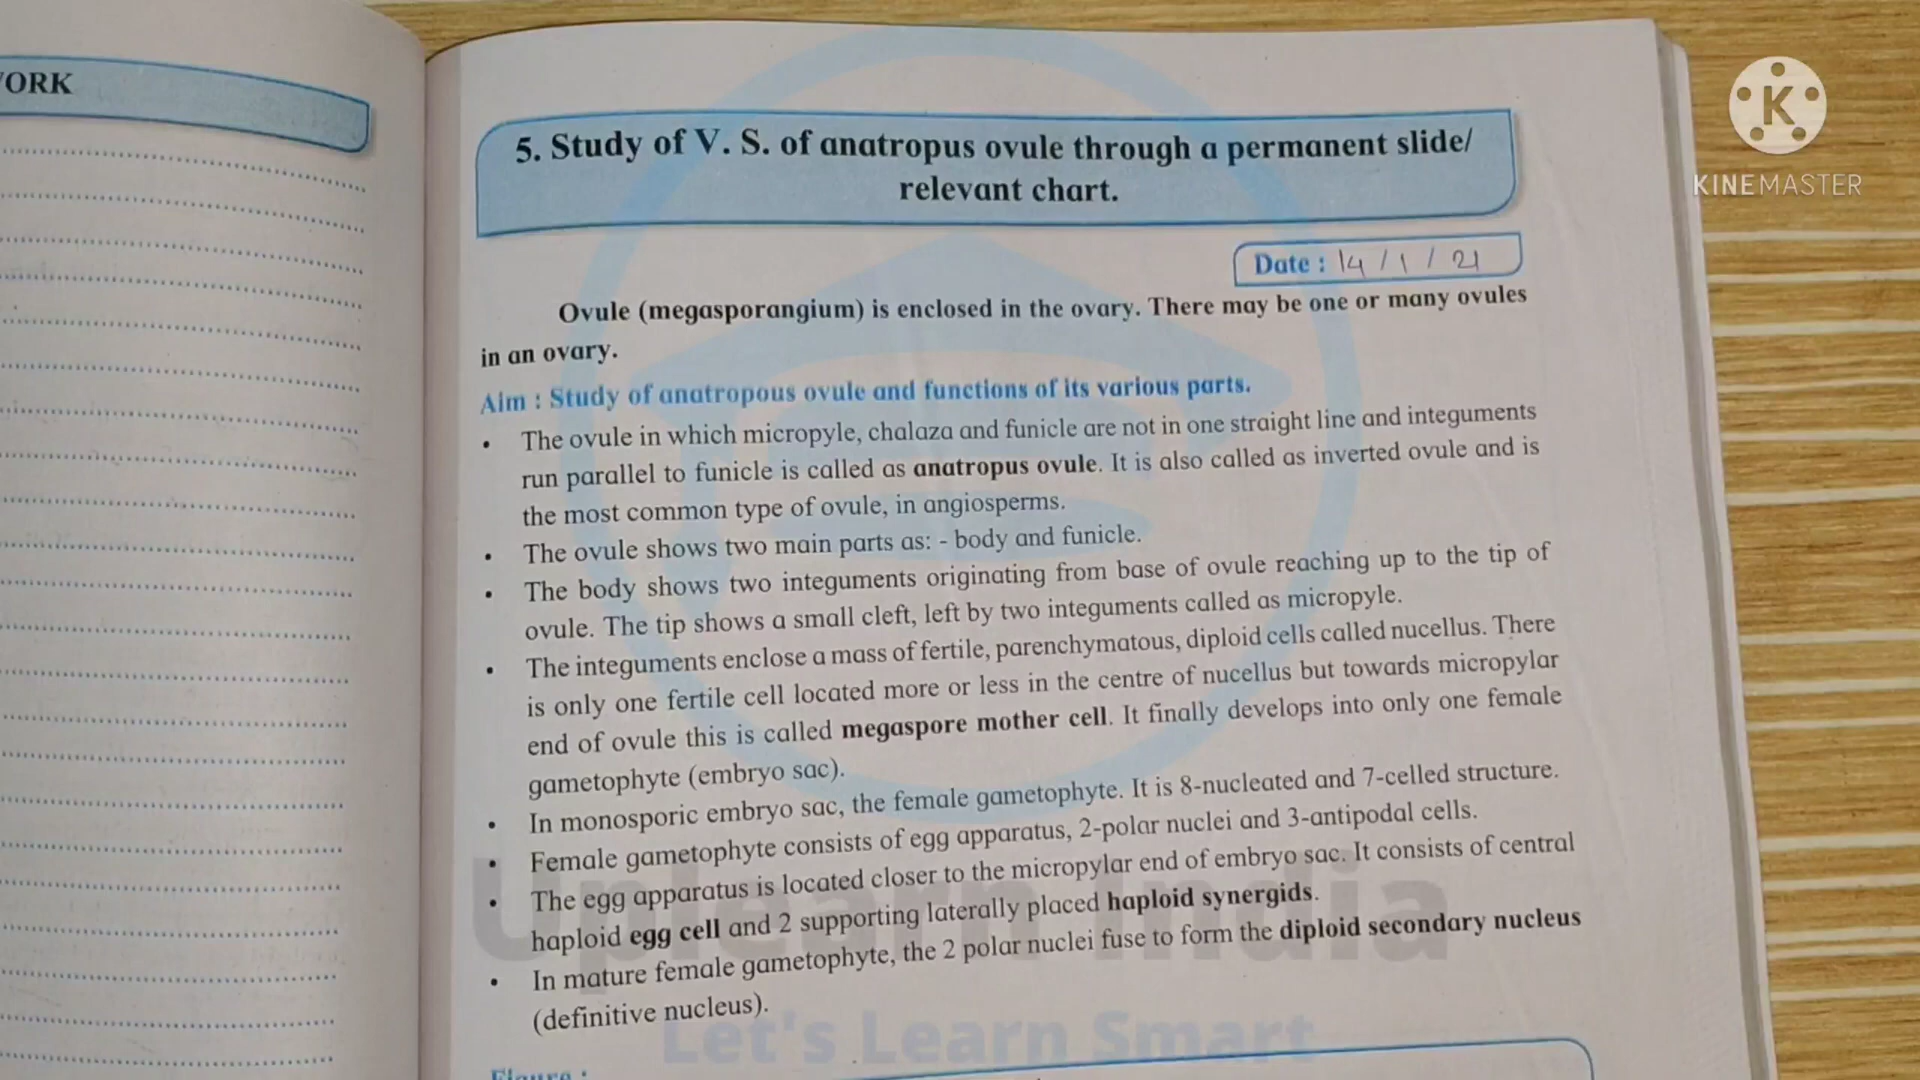 ORK
K
KINEMASTER
5. Study of V. S. of anatropus ovule through a permanent slide/
relevant chart.
Date : 14 / 1 / 21
Ovule (megasporangium) is enclosed in the ovary. There may be one or many ovules
in an ovary.
Aim : Study of anatropous ovule and functions of its various parts.
• The ovule in which micropyle, chalaza and funicle are not in one straight line and integuments
run parallel to funicle is called as anatropus ovule. It is also called as inverted ovule and is
the most common type of ovule, in angiosperms.
• The ovule shows two main parts as: - body and funicle.
• The body shows two integuments originating from base of ovule reaching up to the tip of
ovule. The tip shows a small cleft, left by two integuments called as micropyle.
• The integuments enclose a mass of fertile, parenchymatous, diploid cells called nucellus. There
is only one fertile cell located more or less in the centre of nucellus but towards micropylar
end of ovule this is called megaspore mother cell. It finally develops into only one female
gametophyte (embryo sac).
• In monosporic embryo sac, the female gametophyte. It is 8-nucleated and 7-celled structure.
• Female gametophyte consists of egg apparatus, 2-polar nuclei and 3-antipodal cells.
• The egg apparatus is located closer to the micropylar end of embryo sac. It consists of central
haploid egg cell and 2 supporting laterally placed haploid synergids.
• In mature female gametophyte, the 2 polar nuclei fuse to form the diploid secondary nucleus
(definitive nucleus).
Uplearn India
Let's Learn Smart
Figure :